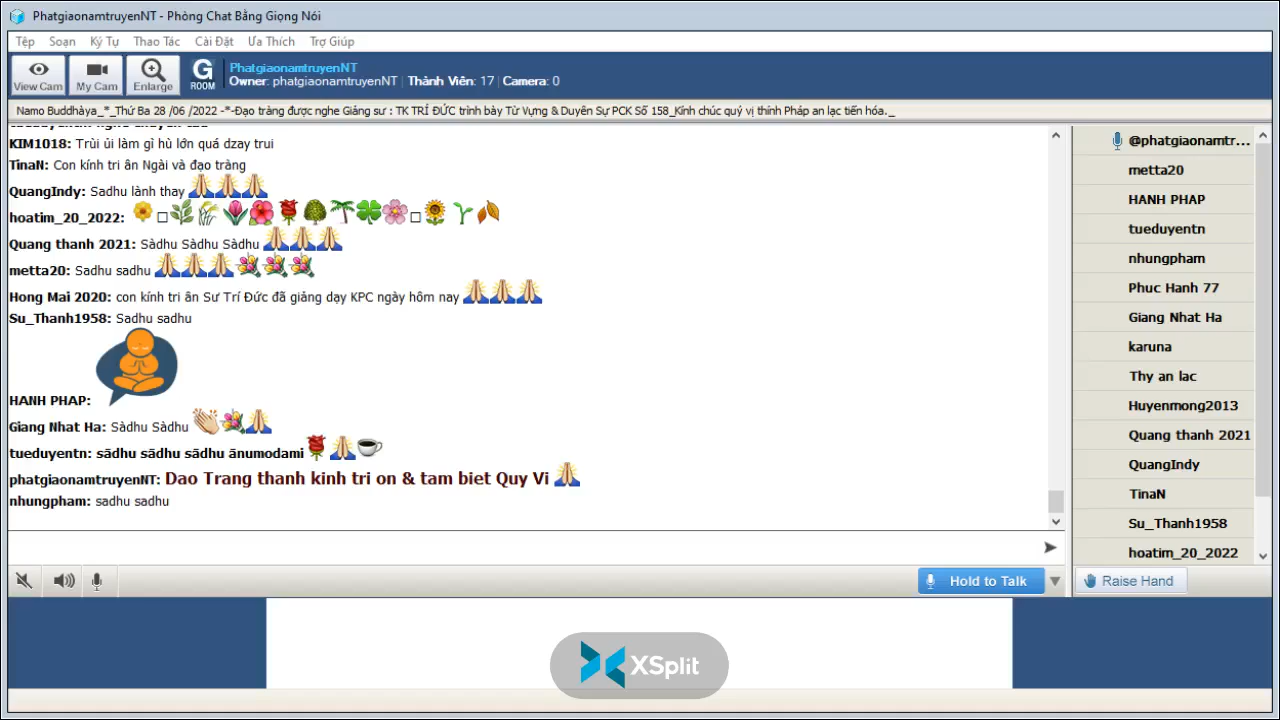 PhatgiaonamtruyenNT - Phòng Chat Bằng Giọng Nói
Tệp Soạn Ký Tự Thao Tác Cài Đặt Ưa Thích Trợ Giúp
View Cam My Cam Enlarge G ROOM
PhatgiaonamtruyenNT
Owner: phatgiaonamtruyenNT | Thành Viên: 17 | Camera: 0
Namo Buddhàya_*_Thứ Ba 28 /06 /2022 -*-Đạo tràng được nghe Giảng sư : TK TRÍ ĐỨC trình bày Từ Vựng & Duyên Sự PCK Số 158_Kính chúc quý vị thính Pháp an lạc tiến hóa._
KIM1018: Trùi ùi làm gì hù lớn quá dzay trui
TinaN: Con kính tri ân Ngài và đạo tràng
QuangIndy: Sadhu lành thay
hoatim_20_2022:
Quang thanh 2021: Sàdhu Sàdhu Sàdhu
metta20: Sadhu sadhu
Hong Mai 2020: con kính tri ân Sư Trí Đức đã giảng dạy KPC ngày hôm nay
Su_Thanh1958: Sadhu sadhu
HANH PHAP:
Giang Nhat Ha: Sàdhu Sàdhu
tueduyentn: sādhu sādhu sādhu ānumodami
phatgiaonamtruyenNT: Dao Trang thanh kinh tri on & tam biet Quy Vi
nhungpham: sadhu sadhu
@phatgiaonamtr...
metta20
HANH PHAP
tueduyentn
nhungpham
Phuc Hanh 77
Giang Nhat Ha
karuna
Thy an lac
Huyenmong2013
Quang thanh 2021
QuangIndy
TinaN
Su_Thanh1958
hoatim_20_2022
Hold to Talk
Raise Hand
XSplit